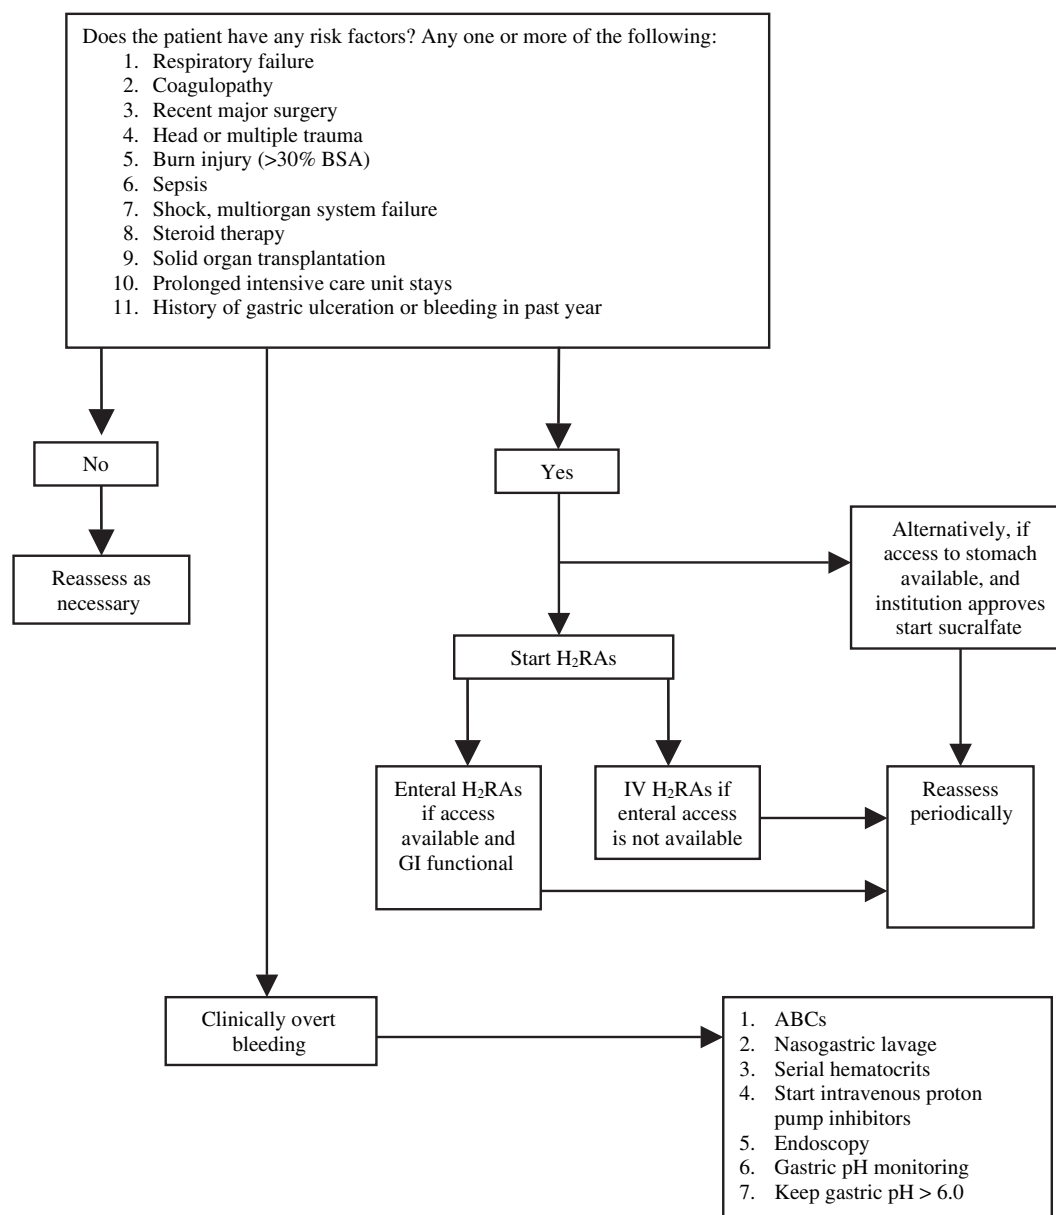 Does the patient have any risk factors? Any one or more of the following:
1. Respiratory failure
2. Coagulopathy
3. Recent major surgery
4. Head or multiple trauma
5. Burn injury (>30% BSA)
6. Sepsis
7. Shock, multiorgan system failure
8. Steroid therapy
9. Solid organ transplantation
10. Prolonged intensive care unit stays
11. History of gastric ulceration or bleeding in past year
No
Reassess as
necessary
Yes
Alternatively, if
access to stomach
available, and
institution approves
start sucralfate
Start H₂RAs
Enteral H₂RAs
if access
available and
GI functional
IV H₂RAs if
enteral access
is not available
Reassess
periodically
Clinically overt
bleeding
1. ABCs
2. Nasogastric lavage
3. Serial hematocrits
4. Start intravenous proton
pump inhibitors
5. Endoscopy
6. Gastric pH monitoring
7. Keep gastric pH > 6.0